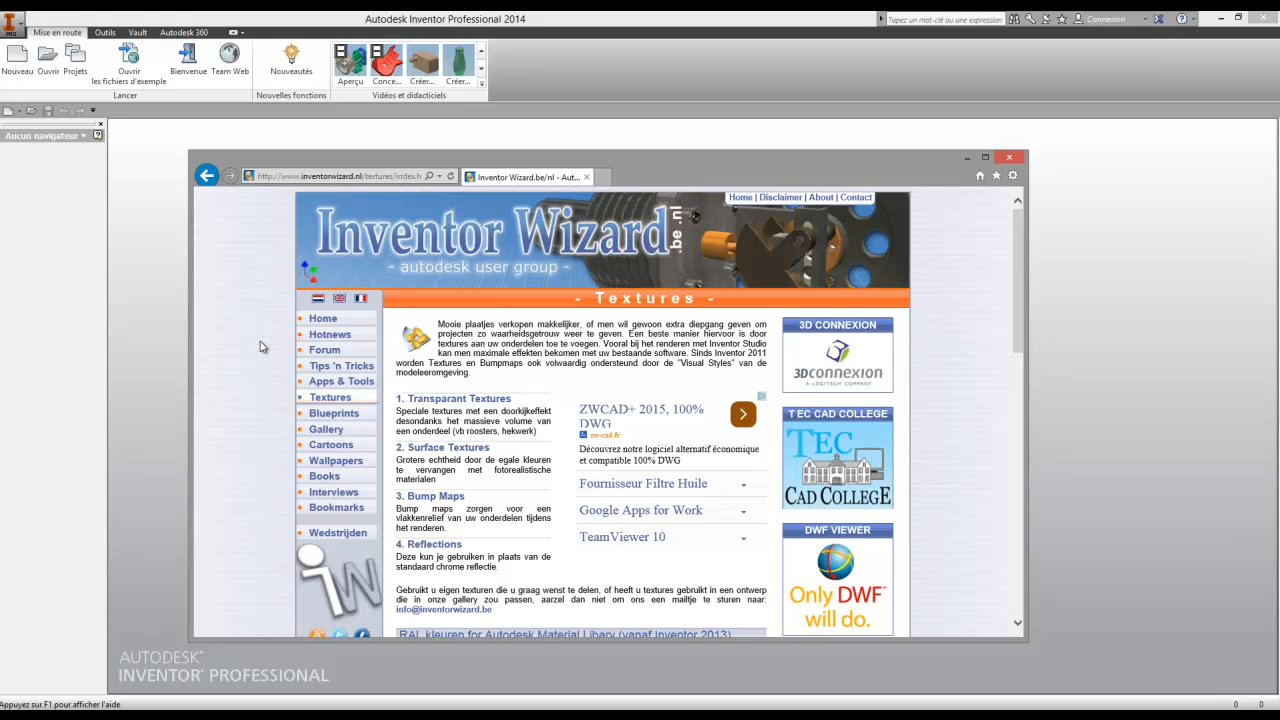 Autodesk Inventor Professional 2014
Tapez un mot-clé ou une expression
Connexion
PRO
Mise en route
Outils
Vault
Autodesk 360
Nouveau
Ouvrir
Projets
Ouvrir
les fichiers d'exemple
Bienvenue
Team Web
Nouveautés
Aperçu
Conce...
Créer...
Créer...
Lancer
Nouvelles fonctions
Vidéos et didacticiels
Aucun navigateur
http://www.inventorwizard.nl/textures/index.h
Inventor Wizard.be/nl - Aut...
Home | Disclaimer | About | Contact
Inventor Wizard .be .nl
- autodesk user group -
- Textures -
Home
Hotnews
Forum
Tips 'n Tricks
Apps & Tools
Textures
Blueprints
Gallery
Cartoons
Wallpapers
Books
Interviews
Bookmarks
Wedstrijden
Mooie plaatjes verkopen makkelijker, of men wil gewoon extra diepgang geven om
projecten zo waarheidsgetrouw weer te geven. Een beste manier hiervoor is door
textures aan uw onderdelen toe te voegen. Vooral bij het renderen met Inventor Studio
kan men maximale effekten bekomen met uw bestaande software. Sinds Inventor 2011
worden Textures en Bumpmaps ook volwaardig ondersteund door de "Visual Styles" van de
modeleeromgeving.
1. Transparant Textures
Speciale textures met een doorkijkeffekt
desondanks het massieve volume van
een onderdeel (vb roosters, hekwerk)
2. Surface Textures
Grotere echtheid door de egale kleuren
te vervangen met fotorealistische
materialen
3. Bump Maps
Bump maps zorgen voor een
vlakkenrelief van uw onderdelen tijdens
het renderen.
4. Reflections
Deze kun je gebruiken in plaats van de
standaard chrome reflectie.
ZWCAD+ 2015, 100%
DWG
zw-cad.fr/
Découvrez notre logiciel alternatif économique
et compatible 100% DWG
Fournisseur Filtre Huile
Google Apps for Work
TeamViewer 10
Gebruikt u eigen texturen die u graag wenst te delen, of heeft u textures gebruikt in een ontwerp
die in onze gallery zou passen, aarzel dan niet om ons een mailtje te sturen naar:
info@inventorwizard.be
RAL kleuren for Autodesk Material Libary (vanaf Inventor 2013)
3D CONNEXION
3DCONNEXION
A LOGITECH COMPANY
TEC CAD COLLEGE
TEC
CAD COLLEGE
DWF VIEWER
Only DWF™
will do.
AUTODESK®
INVENTOR® PROFESSIONAL
Appuyez sur F1 pour afficher l'aide
0
0